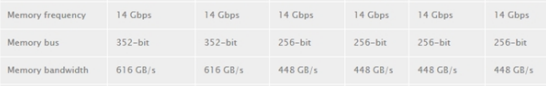 Memory frequency 14 Gbps 14 Gbps 14 Gbps 14 Gbps 14 Gbps 14 Gbps
Memory bus 352-bit 352-bit 256-bit 256-bit 256-bit 256-bit
Memory bandwidth 616 GB/s 616 GB/s 448 GB/s 448 GB/s 448 GB/s 448 GB/s